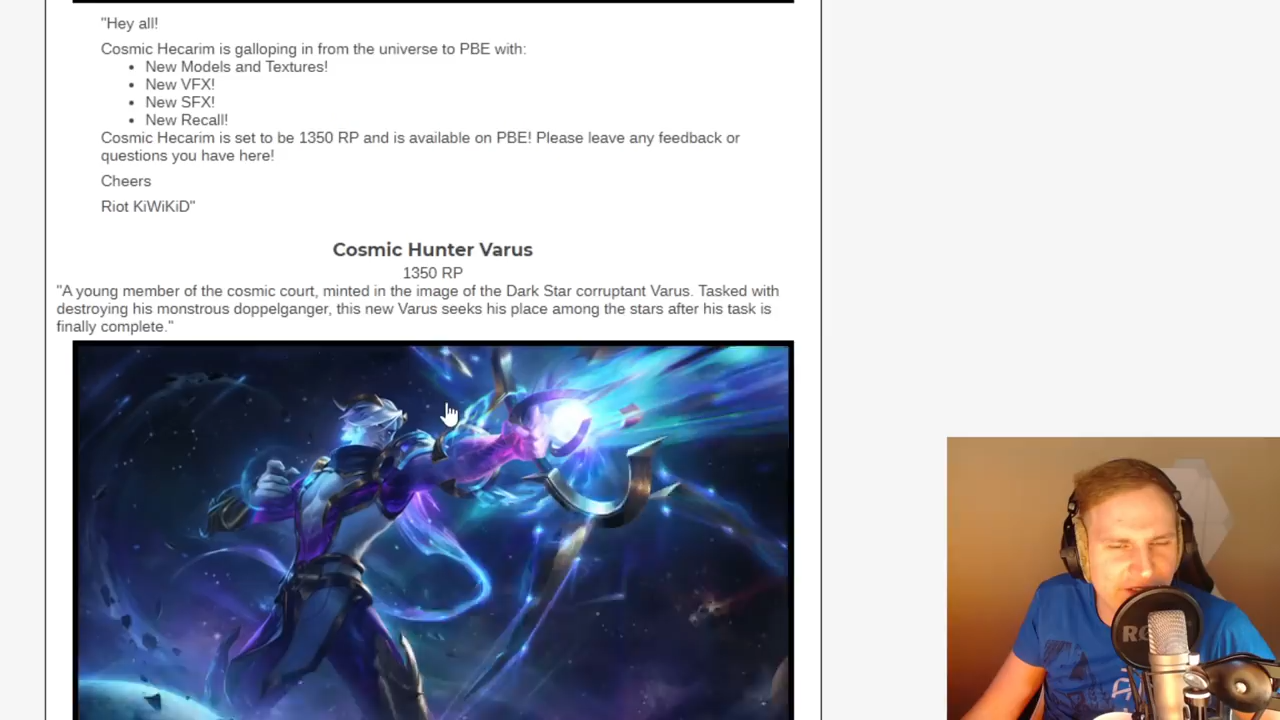 "Hey all!
Cosmic Hecarim is galloping in from the universe to PBE with:
• New Models and Textures!
• New VFX!
• New SFX!
• New Recall!
Cosmic Hecarim is set to be 1350 RP and is available on PBE! Please leave any feedback or
questions you have here!
Cheers
Riot KiWiKiD"
Cosmic Hunter Varus
1350 RP
"A young member of the cosmic court, minted in the image of the Dark Star corruptant Varus. Tasked with
destroying his monstrous doppelganger, this new Varus seeks his place among the stars after his task is
finally complete."